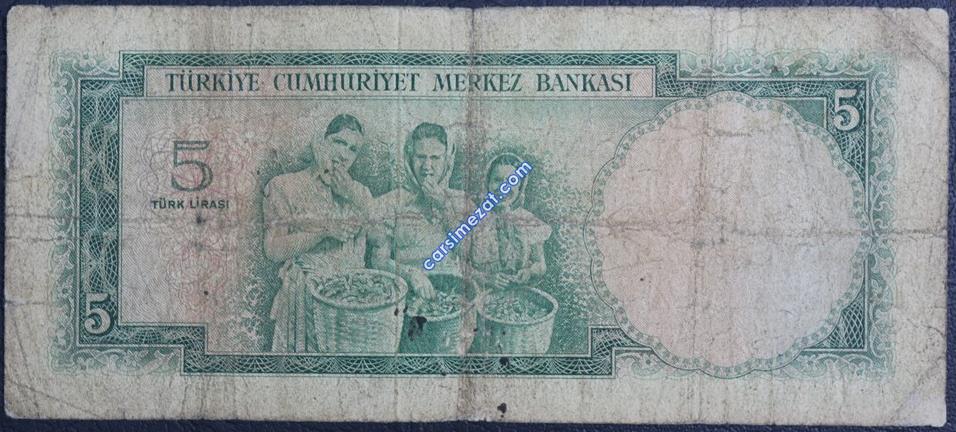 TÜRKİYE CUMHURİYET MERKEZ BANKASI
5
5
TÜRK LİRASI
carsimezat.com
5